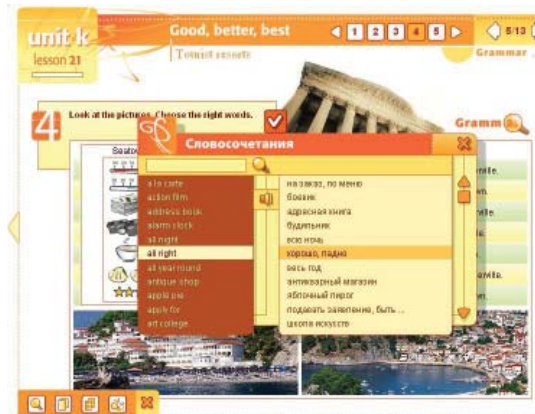 unit k
lesson 21
Good, better, best
1 2 3 4 5
5/13
Tourist resorts
Grammar
4
Look at the pictures. Choose the right words.
Gramm
Словосочетания
a la carte
action film
address book
alarm clock
all night
all right
all year round
antique shop
apple pie
apply for
art college
на заказ, по меню
боевик
адресная книга
будильник
всю ночь
хорошо, ладно
весь год
антикварный магазин
яблочный пирог
подавать заявление, быть ...
школа искусств